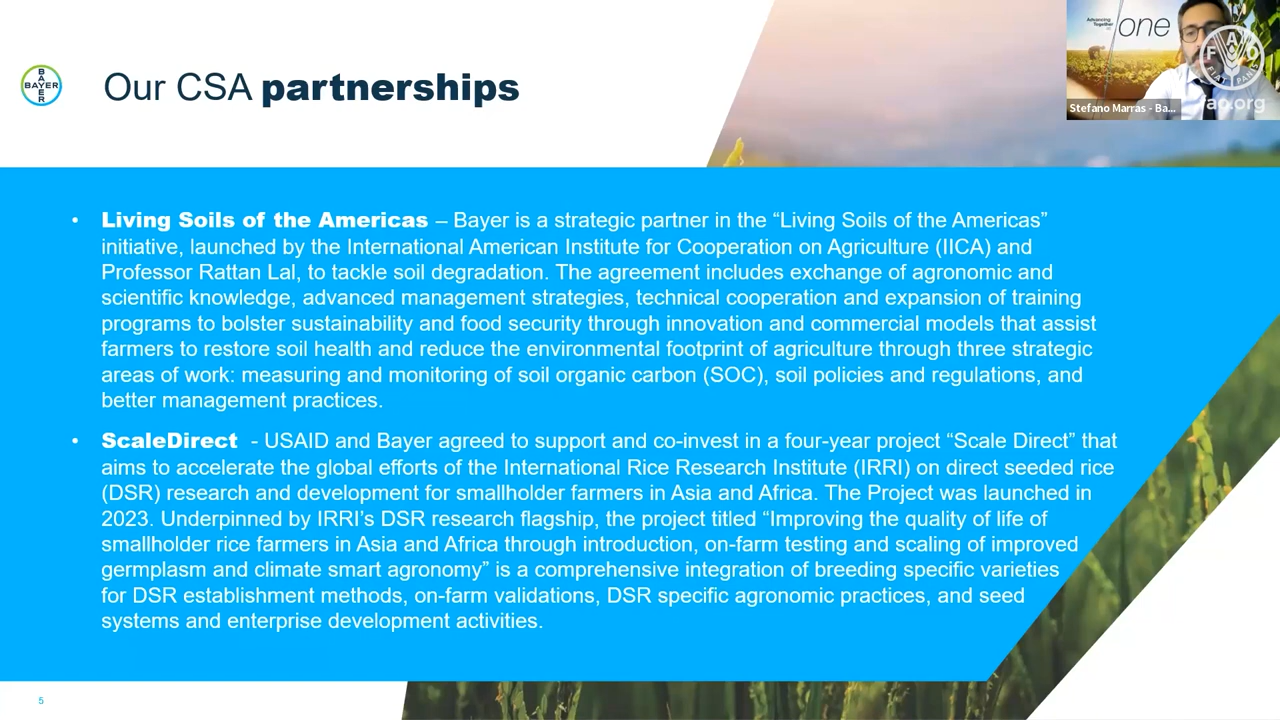 BAYER
BAYER
Our CSA partnerships
Advancing
Together
one
F A O
FIAT PANIS
fao.org
Stefano Marras - Ba...
• Living Soils of the Americas – Bayer is a strategic partner in the “Living Soils of the Americas”
initiative, launched by the International American Institute for Cooperation on Agriculture (IICA) and
Professor Rattan Lal, to tackle soil degradation. The agreement includes exchange of agronomic and
scientific knowledge, advanced management strategies, technical cooperation and expansion of training
programs to bolster sustainability and food security through innovation and commercial models that assist
farmers to restore soil health and reduce the environmental footprint of agriculture through three strategic
areas of work: measuring and monitoring of soil organic carbon (SOC), soil policies and regulations, and
better management practices.
• ScaleDirect - USAID and Bayer agreed to support and co-invest in a four-year project “Scale Direct” that
aims to accelerate the global efforts of the International Rice Research Institute (IRRI) on direct seeded rice
(DSR) research and development for smallholder farmers in Asia and Africa. The Project was launched in
2023. Underpinned by IRRI’s DSR research flagship, the project titled “Improving the quality of life of
smallholder rice farmers in Asia and Africa through introduction, on-farm testing and scaling of improved
germplasm and climate smart agronomy” is a comprehensive integration of breeding specific varieties
for DSR establishment methods, on-farm validations, DSR specific agronomic practices, and seed
systems and enterprise development activities.
5